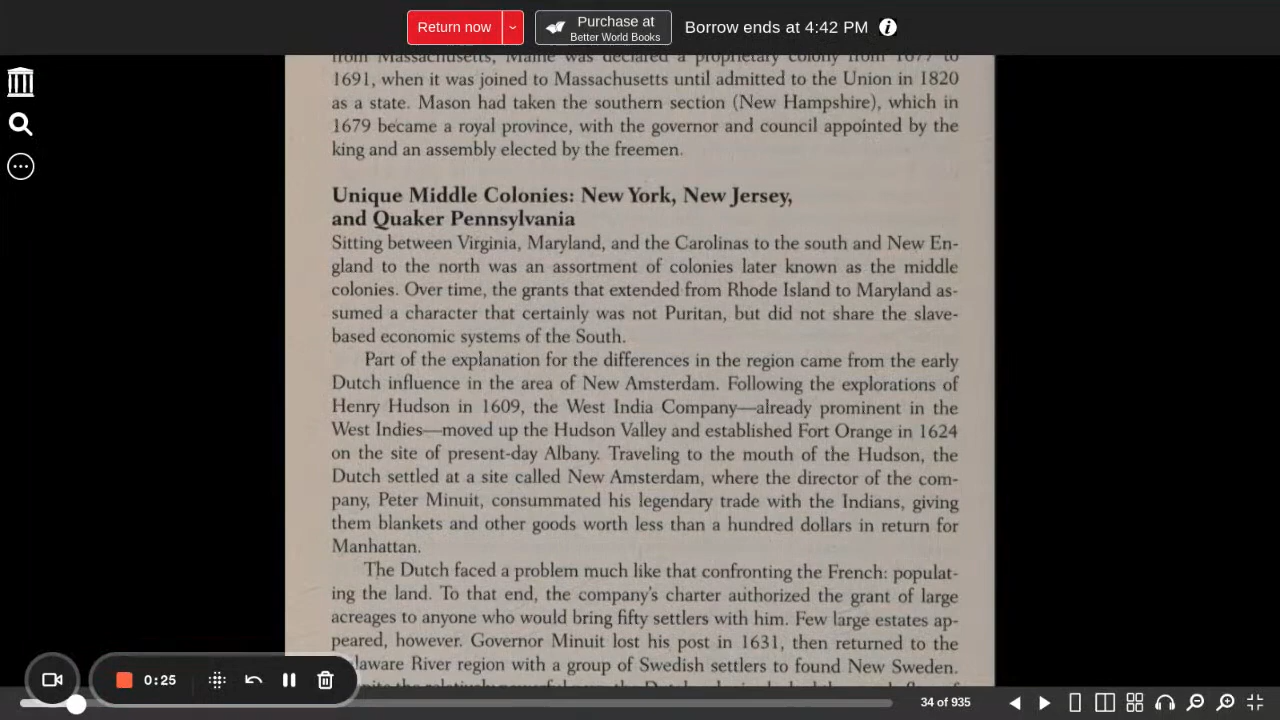 Return now
Purchase at
Better World Books
Borrow ends at 4:42 PM
from Massachusetts, Maine was declared a proprietary colony from 1677 to
1691, when it was joined to Massachusetts until admitted to the Union in 1820
as a state. Mason had taken the southern section (New Hampshire), which in
1679 became a royal province, with the governor and council appointed by the
king and an assembly elected by the freemen.
Unique Middle Colonies: New York, New Jersey,
and Quaker Pennsylvania
Sitting between Virginia, Maryland, and the Carolinas to the south and New En-
gland to the north was an assortment of colonies later known as the middle
colonies. Over time, the grants that extended from Rhode Island to Maryland as-
sumed a character that certainly was not Puritan, but did not share the slave-
based economic systems of the South.
Part of the explanation for the differences in the region came from the early
Dutch influence in the area of New Amsterdam. Following the explorations of
Henry Hudson in 1609, the West India Company—already prominent in the
West Indies—moved up the Hudson Valley and established Fort Orange in 1624
on the site of present-day Albany. Traveling to the mouth of the Hudson, the
Dutch settled at a site called New Amsterdam, where the director of the com-
pany, Peter Minuit, consummated his legendary trade with the Indians, giving
them blankets and other goods worth less than a hundred dollars in return for
Manhattan.
The Dutch faced a problem much like that confronting the French: populat-
ing the land. To that end, the company's charter authorized the grant of large
acreages to anyone who would bring fifty settlers with him. Few large estates ap-
peared, however. Governor Minuit lost his post in 1631, then returned to the
laware River region with a group of Swedish settlers to found New Sweden.
0:25
34 of 935